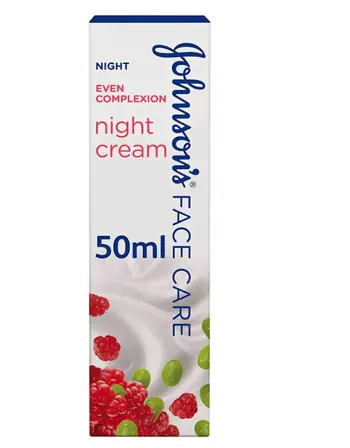 NIGHT
EVEN
COMPLEXION
night
cream
50ml
Johnson's®
FACE CARE